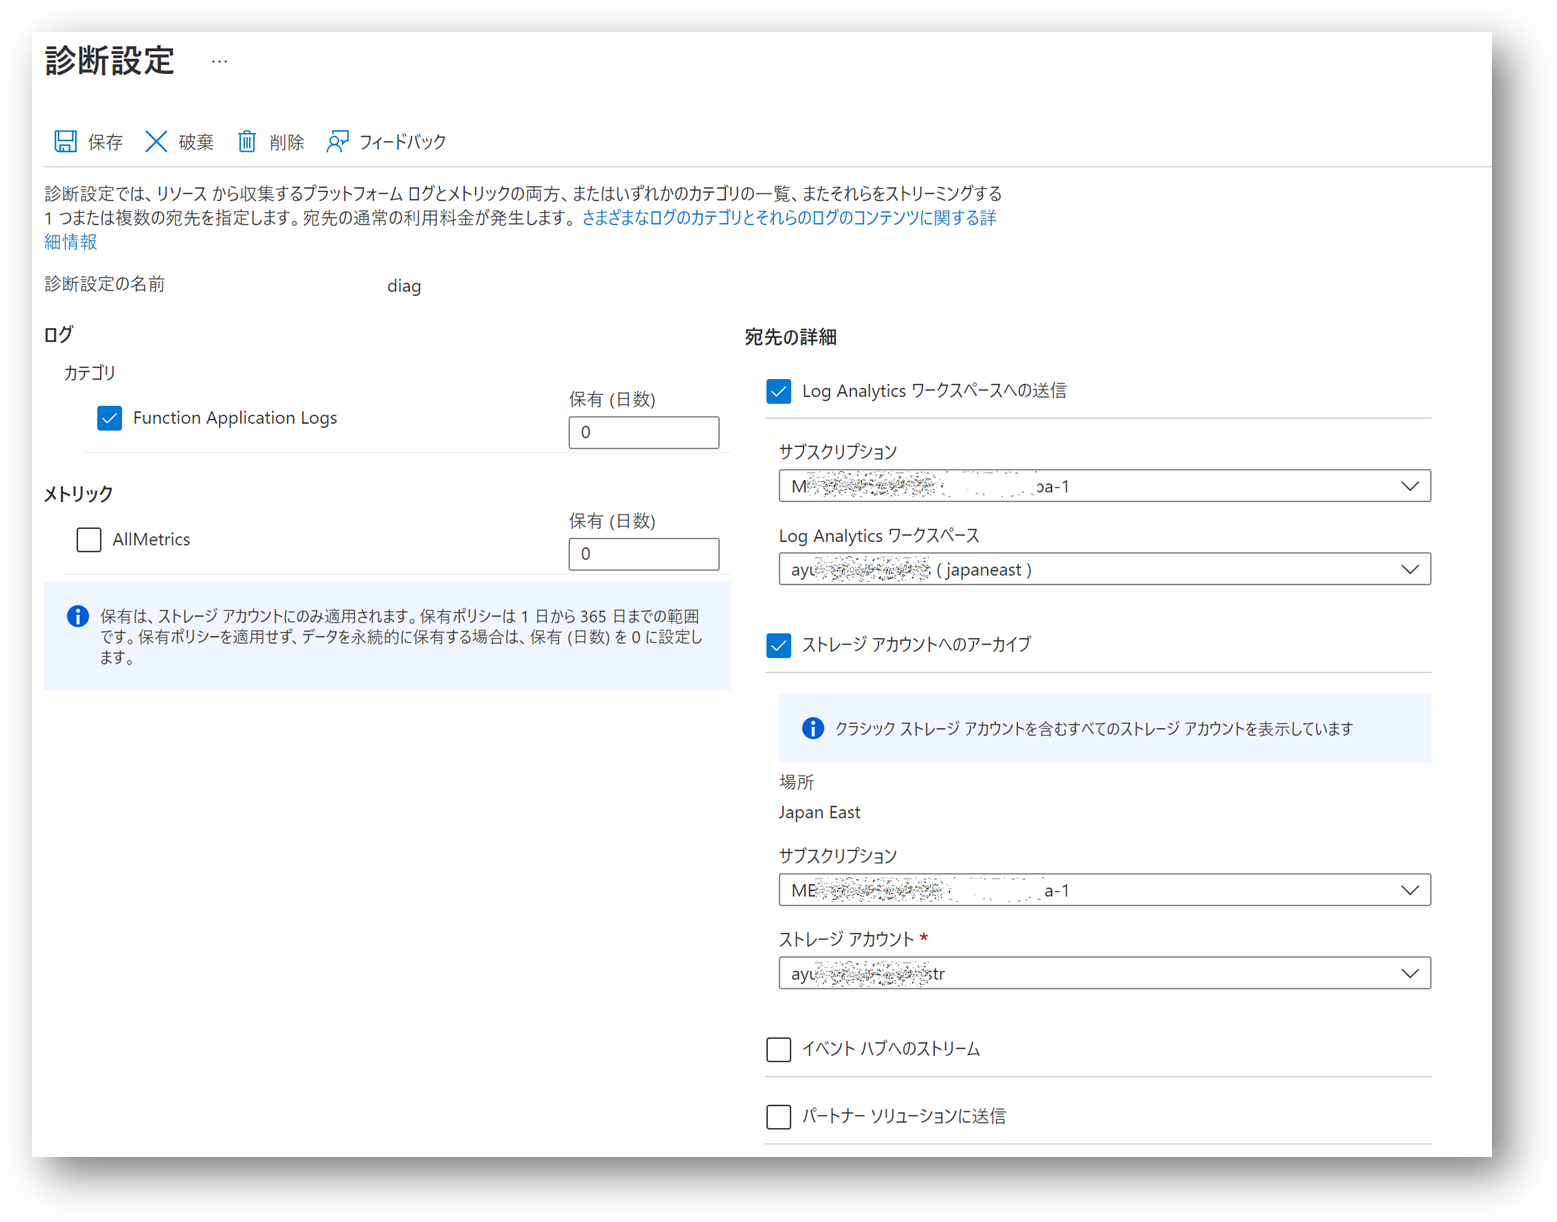 診断設定 …
保存 破棄 削除 フィードバック
診断設定では、リソース から収集するプラットフォーム ログとメトリックの両方、またはいずれかのカテゴリの一覧、またそれらをストリーミングする
1 つまたは複数の宛先を指定します。宛先の通常の利用料金が発生します。さまざまなログのカテゴリとそれらのログのコンテンツに関する詳
細情報
診断設定の名前 diag
ログ
カテゴリ
Function Application Logs
保有 (日数)
0
メトリック
AllMetrics
保有 (日数)
0
保有は、ストレージ アカウントにのみ適用されます。保有ポリシーは 1 日から 365 日までの範囲
です。保有ポリシーを適用せず、データを永続的に保有する場合は、保有 (日数) を 0 に設定し
ます。
宛先の詳細
Log Analytics ワークスペースへの送信
サブスクリプション
Log Analytics ワークスペース
( japaneast )
ストレージ アカウントへのアーカイブ
クラシック ストレージ アカウントを含むすべてのストレージ アカウントを表示しています
場所
Japan East
サブスクリプション
ストレージ アカウント *
イベント ハブへのストリーム
パートナー ソリューションに送信